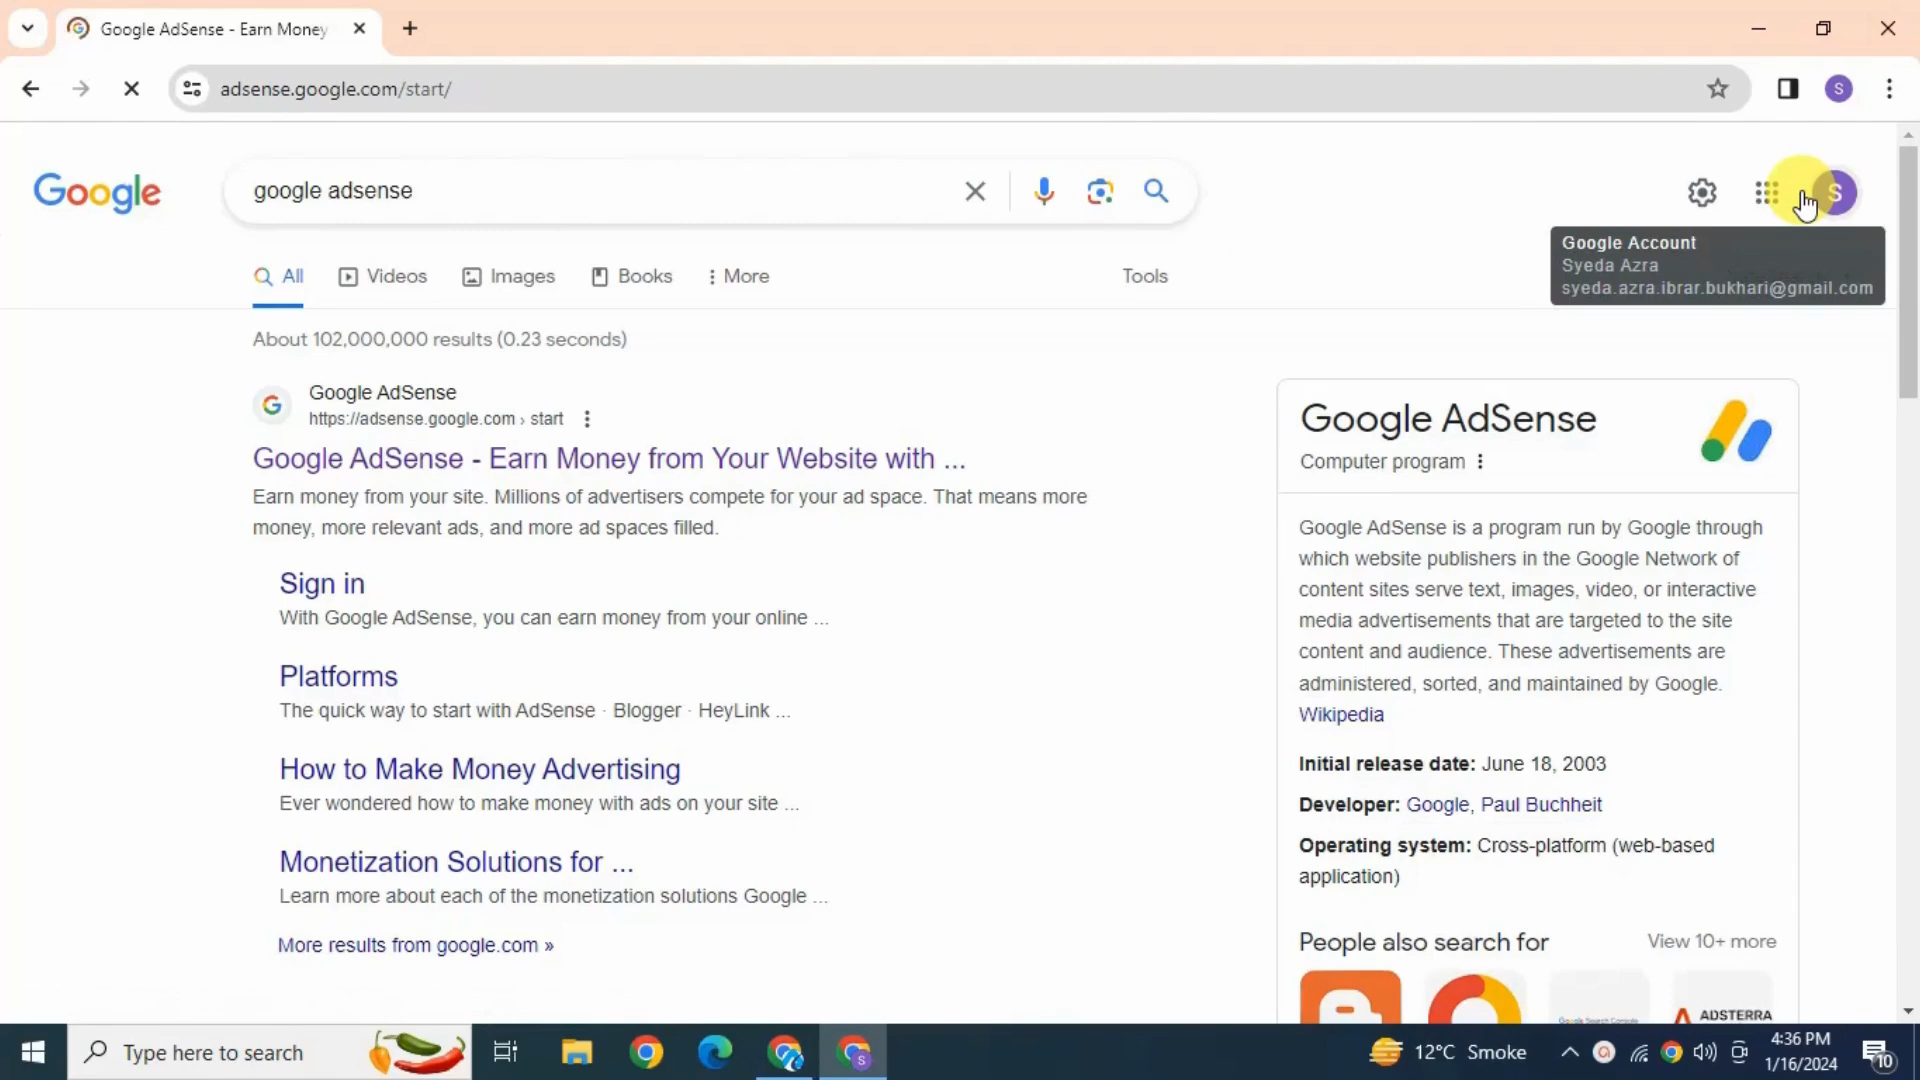 Google AdSense - Earn Money
adsense.google.com/start/
Google
google adsense
S
S
Google Account
Syeda Azra
syeda.azra.ibrar.bukhari@gmail.com
All
Videos
Images
Books
More
Tools
About 102,000,000 results (0.23 seconds)
Google AdSense
https://adsense.google.com › start
Google AdSense - Earn Money from Your Website with ...
Earn money from your site. Millions of advertisers compete for your ad space. That means more
money, more relevant ads, and more ad spaces filled.
Sign in
With Google AdSense, you can earn money from your online ...
Platforms
The quick way to start with AdSense · Blogger · HeyLink ...
How to Make Money Advertising
Ever wondered how to make money with ads on your site ...
Monetization Solutions for ...
Learn more about each of the monetization solutions Google ...
More results from google.com »
Google AdSense
Computer program
Google AdSense is a program run by Google through
which website publishers in the Google Network of
content sites serve text, images, video, or interactive
media advertisements that are targeted to the site
content and audience. These advertisements are
administered, sorted, and maintained by Google.
Wikipedia
Initial release date: June 18, 2003
Developer: Google, Paul Buchheit
Operating system: Cross-platform (web-based
application)
People also search for
View 10+ more
Google Search Console
ADSTERRA
Type here to search
S
12°C Smoke
4:36 PM
1/16/2024
10